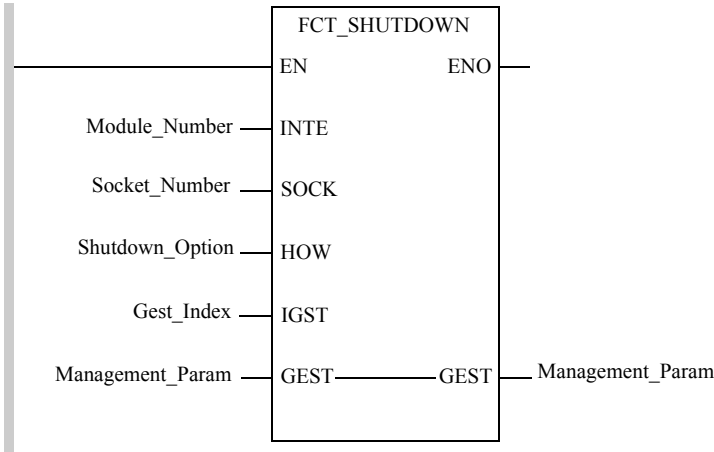 FCT_SHUTDOWN
EN ENO
Module_Number INTE
Socket_Number SOCK
Shutdown_Option HOW
Gest_Index IGST
Management_Param GEST GEST Management_Param